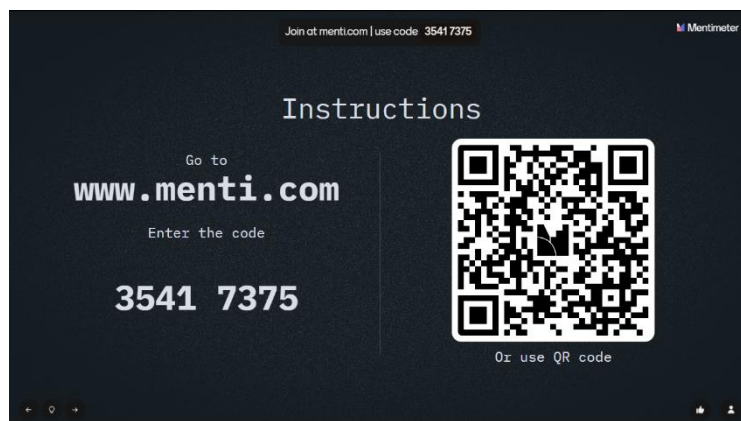 Join at menti.com | use code 3541 7375
Mentimeter
Instructions
Go to
www.menti.com
Enter the code
3541 7375
Or use QR code